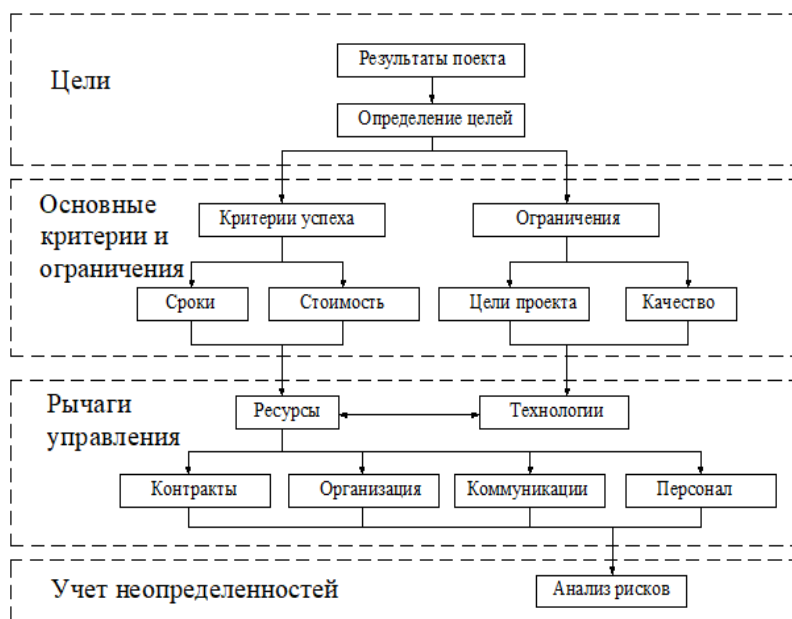 Цели
Результаты поекта
Определение целей
Основные
критерии и
ограничения
Критерии успеха
Ограничения
Сроки
Стоимость
Цели проекта
Качество
Рычаги
управления
Ресурсы
Технологии
Контракты
Организация
Коммуникации
Персонал
Учет неопределенностей
Анализ рисков